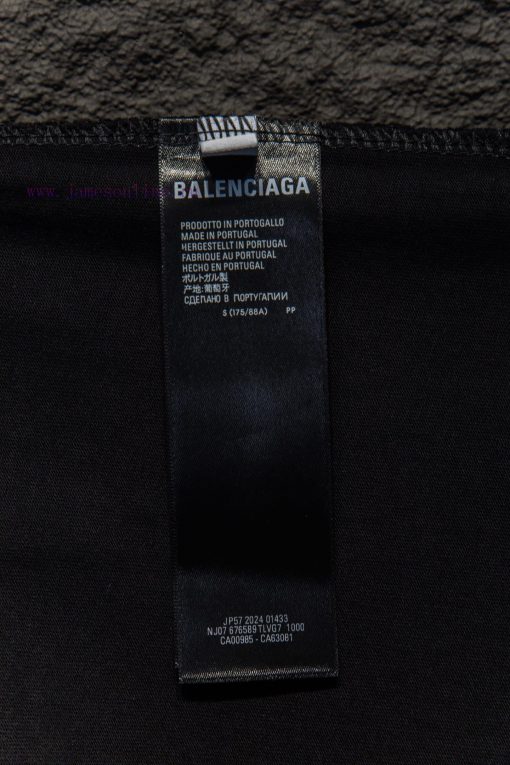 www.jamesonline
BALENCIAGA
PRODOTTO IN PORTOGALLO
MADE IN PORTUGAL
HERGESTELLT IN PORTUGAL
FABRIQUE AU PORTUGAL
HECHO EN PORTUGAL
ポルトガル製
产地:葡萄牙
СДЕЛАНО В ПОРТУГАЛИИ
S (175/88A) PP
JP57 2024 01433
NJ07 676589 TLVG7 1000
CA00985 - CA63081